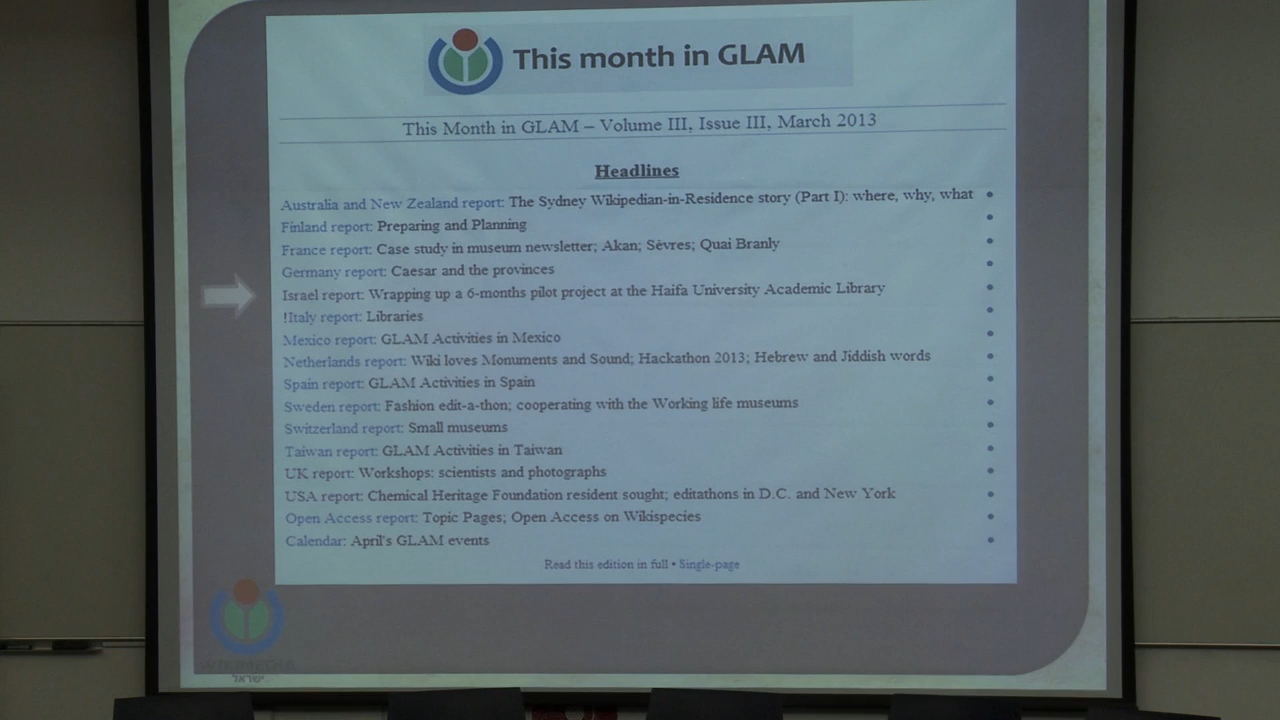 This month in GLAM
This Month in GLAM – Volume III, Issue III, March 2013
Headlines
Australia and New Zealand report: The Sydney Wikipedian-in-Residence story (Part I): where, why, what •
Finland report: Preparing and Planning •
France report: Case study in museum newsletter; Akan; Sèvres; Quai Branly •
Germany report: Caesar and the provinces •
Israel report: Wrapping up a 6-months pilot project at the Haifa University Academic Library •
!Italy report: Libraries •
Mexico report: GLAM Activities in Mexico •
Netherlands report: Wiki loves Monuments and Sound; Hackathon 2013; Hebrew and Jiddish words •
Spain report: GLAM Activities in Spain •
Sweden report: Fashion edit-a-thon; cooperating with the Working life museums •
Switzerland report: Small museums •
Taiwan report: GLAM Activities in Taiwan •
UK report: Workshops: scientists and photographs •
USA report: Chemical Heritage Foundation resident sought; editathons in D.C. and New York •
Open Access report: Topic Pages; Open Access on Wikispecies •
Calendar: April's GLAM events •
Read this edition in full • Single-page
WIKIMEDIA
ישראל